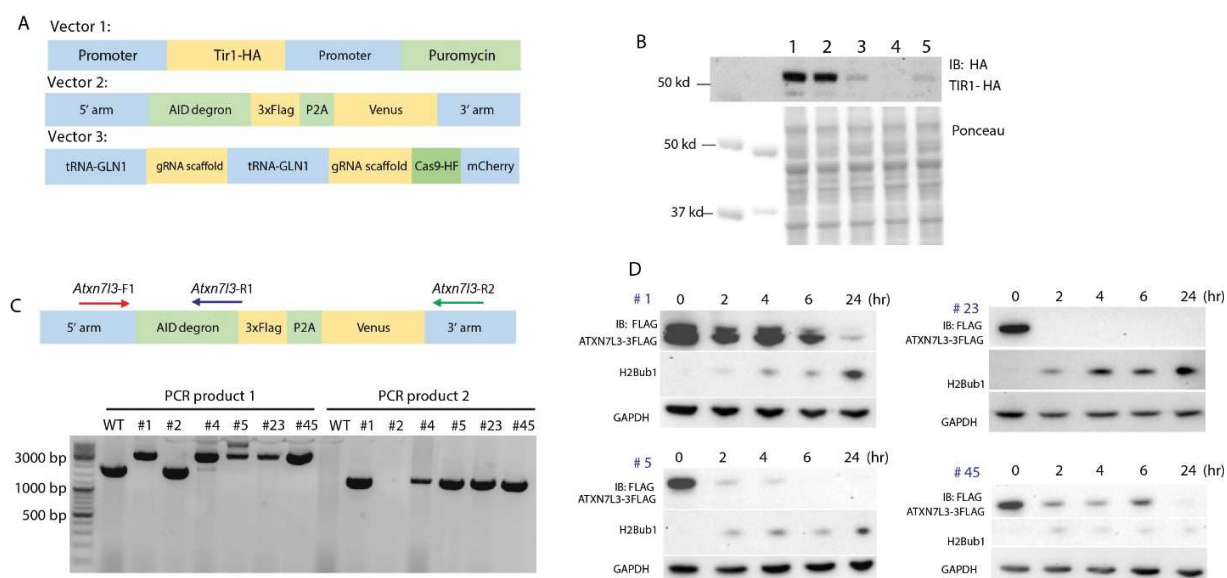 A
Vector 1:
Promoter Tir1-HA Promoter Puromycin
Vector 2:
5’ arm AID degron 3xFlag P2A Venus 3’ arm
Vector 3:
tRNA-GLN1 gRNA scaffold tRNA-GLN1 gRNA scaffold Cas9-HF mCherry
B
1 2 3 4 5
IB: HA
TIR1- HA
50 kd
Ponceau
50 kd
37 kd
C
Atxn7l3-F1 Atxn7l3-R1 Atxn7l3-R2
5’ arm AID degron 3xFlag P2A Venus 3’ arm
PCR product 1 PCR product 2
WT #1 #2 #4 #5 #23 #45 WT #1 #2 #4 #5 #23 #45
3000 bp
1000 bp
500 bp
D
# 1 0 2 4 6 24 (hr)
IB: FLAG
ATXN7L3-3FLAG
H2Bub1
GAPDH
# 23 0 2 4 6 24 (hr)
IB: FLAG
ATXN7L3-3FLAG
H2Bub1
GAPDH
# 5 0 2 4 6 24 (hr)
IB: FLAG
ATXN7L3-3FLAG
H2Bub1
GAPDH
# 45 0 2 4 6 24 (hr)
IB: FLAG
ATXN7L3-3FLAG
H2Bub1
GAPDH